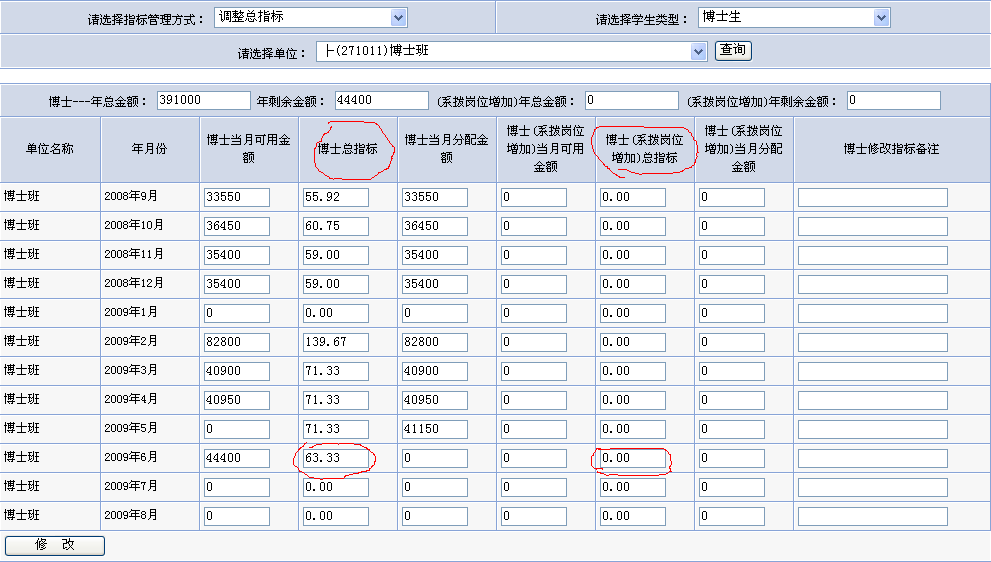 请选择指标管理方式： 调整总指标 请选择学生类型： 博士生
请选择单位： ├(271011)博士班 查询
博士---年总金额： 391000 年剩余金额： 44400 (系拨岗位增加)年总金额： 0 (系拨岗位增加)年剩余金额： 0
单位名称 年月份 博士当月可用金额 博士总指标 博士当月分配金额 博士(系拨岗位增加)当月可用金额 博士(系拨岗位增加)总指标 博士(系拨岗位增加)当月分配金额 博士修改指标备注
博士班 2008年9月 33550 55.92 33550 0 0.00 0
博士班 2008年10月 36450 60.75 36450 0 0.00 0
博士班 2008年11月 35400 59.00 35400 0 0.00 0
博士班 2008年12月 35400 59.00 35400 0 0.00 0
博士班 2009年1月 0 0.00 0 0 0.00 0
博士班 2009年2月 82800 139.67 82800 0 0.00 0
博士班 2009年3月 40900 71.33 40900 0 0.00 0
博士班 2009年4月 40950 71.33 40950 0 0.00 0
博士班 2009年5月 0 71.33 41150 0 0.00 0
博士班 2009年6月 44400 63.33 0 0 0.00 0
博士班 2009年7月 0 0.00 0 0 0.00 0
博士班 2009年8月 0 0.00 0 0 0.00 0
修 改